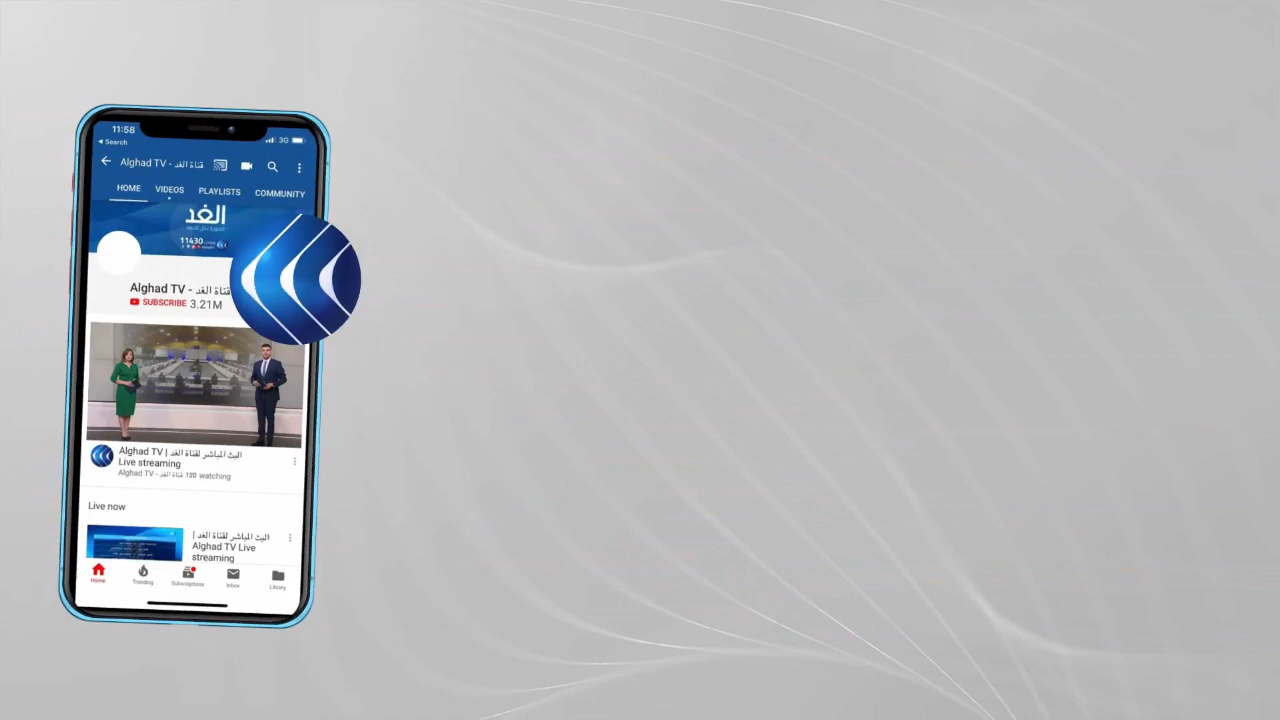 11:58
Search
3G
Alghad TV - قناة الغد
HOME VIDEOS PLAYLISTS COMMUNITY
الغد
11430
Alghad TV - قناة الغد
SUBSCRIBE 3.21M
Alghad TV | البث المباشر لقناة الغد
Live streaming
Alghad TV - قناة الغد 120 watching
Live now
البث المباشر لقناة الغد |
Alghad TV Live
streaming
Home Trending Subscriptions Inbox Library